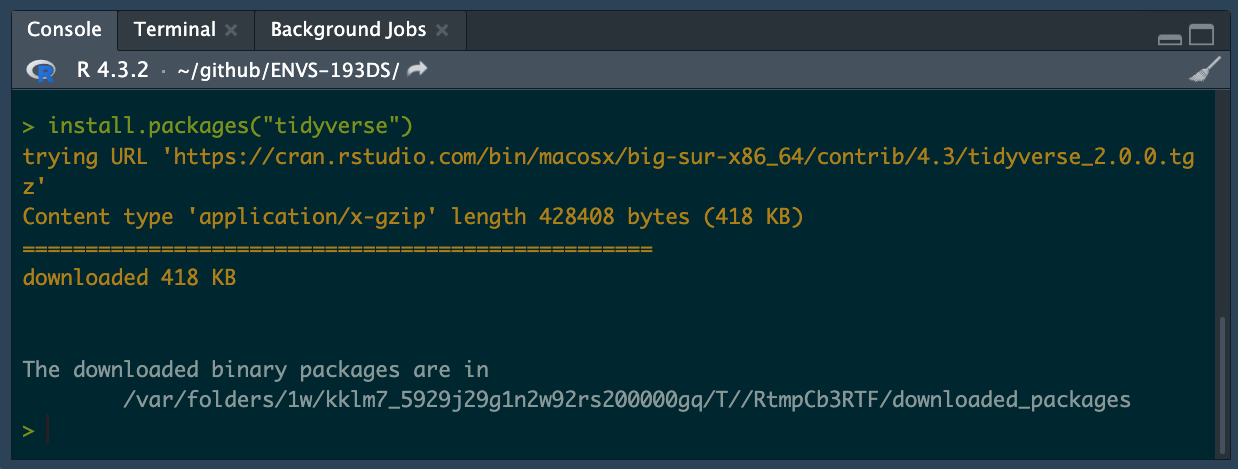 Console Terminal × Background Jobs ×
R 4.3.2 · ~/github/ENVS-193DS/
> install.packages("tidyverse")
trying URL 'https://cran.rstudio.com/bin/macosx/big-sur-x86_64/contrib/4.3/tidyverse_2.0.0.tg
z'
Content type 'application/x-gzip' length 428408 bytes (418 KB)
==================================================
downloaded 418 KB
The downloaded binary packages are in
/var/folders/1w/kklm7_5929j29g1n2w92rs200000gq/T//RtmpCb3RTF/downloaded_packages
>